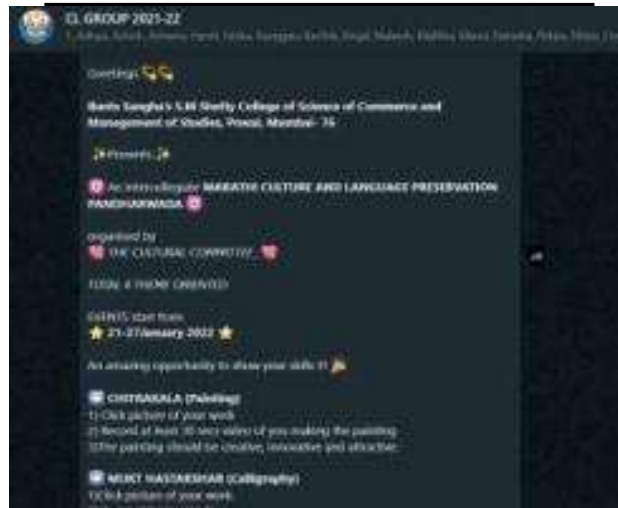 CL GROUP 2021-22
Greetings
Bunts Sangha's S.M Shetty College of Science of Commerce and
Management of Studies, Powai, Mumbai- 76
Presents
An intercollegiate MARATHI CULTURE AND LANGUAGE PRESERVATION
PANDHARWADA
organised by
THE CULTURAL COMMITTEE
TOTAL 4 THEME ORIENTED
EVENTS start from
21-27January 2022
An amazing opportunity to show your skills !!!
CHITRAKALA (Painting)
1) Click picture of your work
2) Record at least 30 secs video of you making the painting
3)The painting should be creative, innovative and attractive.
MUKT HASTAKSHAR (Calligraphy)
1)Click picture of your work